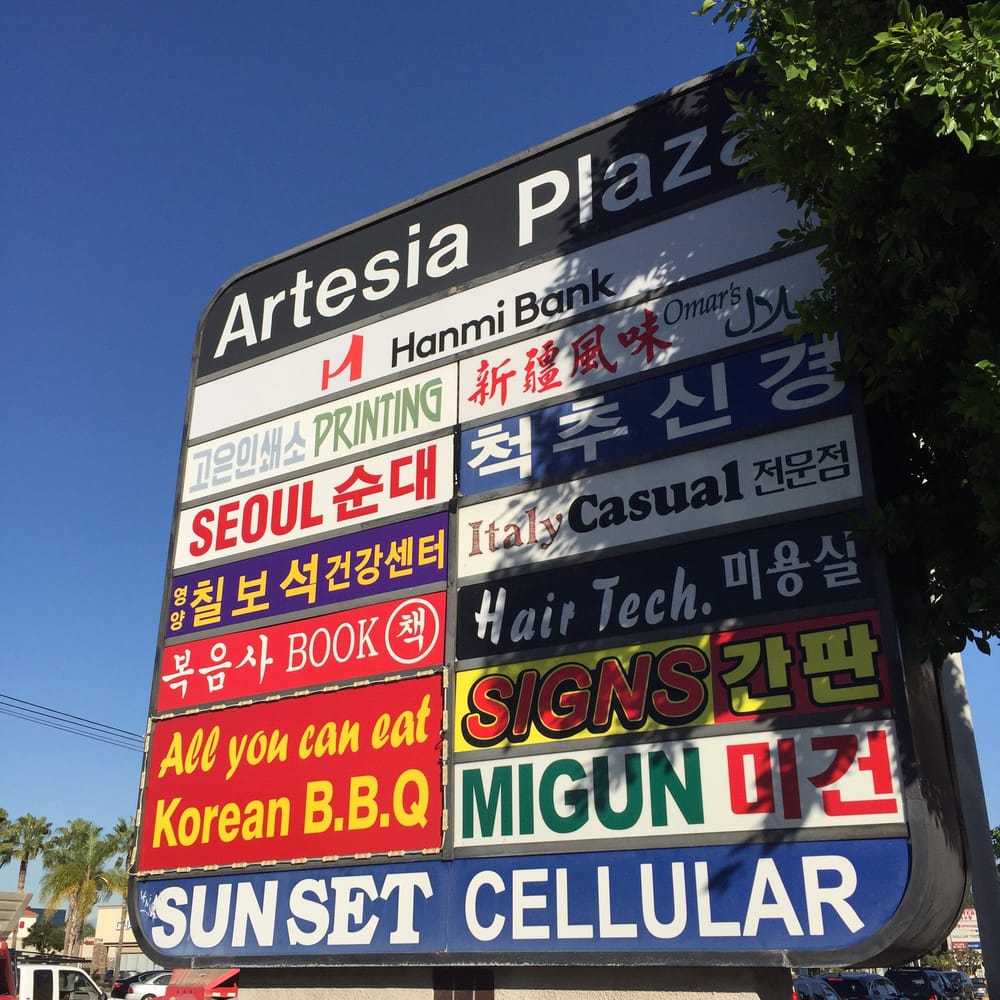 Artesia Plaza
Hanmi Bank
고은인쇄소 PRINTING
新疆風味 Omar's
SEOUL 순대
척추신경
영양 칠보석 건강센터
Italy Casual 전문점
복음사 BOOK 책
Hair Tech. 미용실
All you can eat
Korean B.B.Q
SIGNS 간판
MIGUN 미건
SUN SET CELLULAR